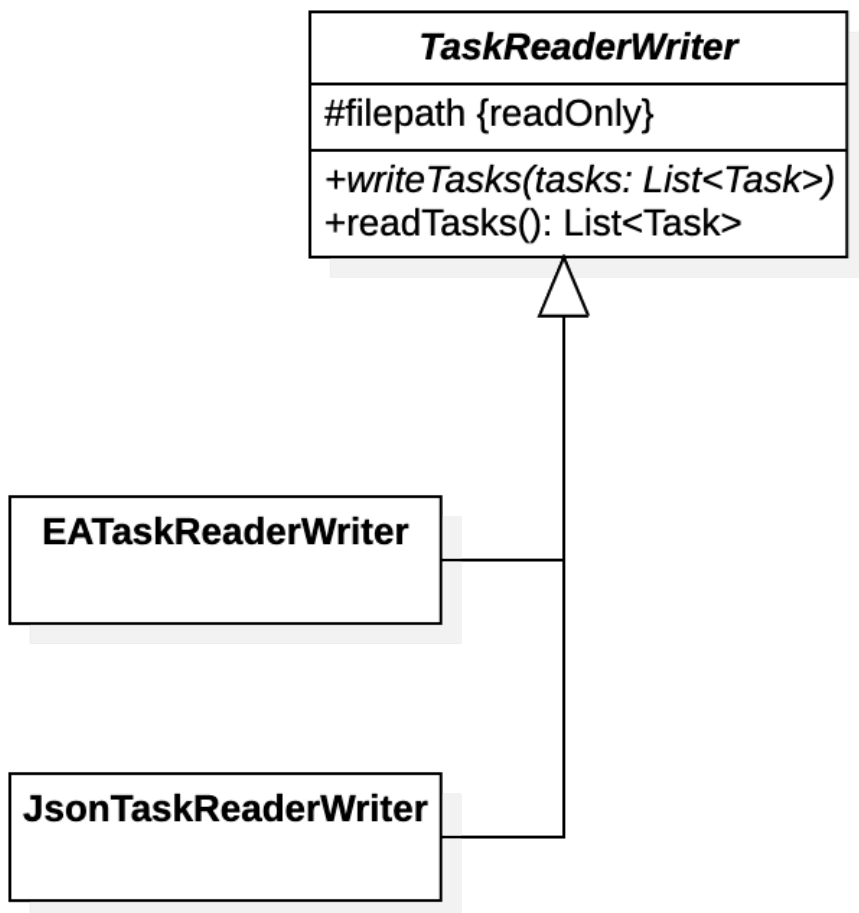 TaskReaderWriter
#filepath {readOnly}
+writeTasks(tasks: List<Task>)
+readTasks(): List<Task>
EATaskReaderWriter
JsonTaskReaderWriter